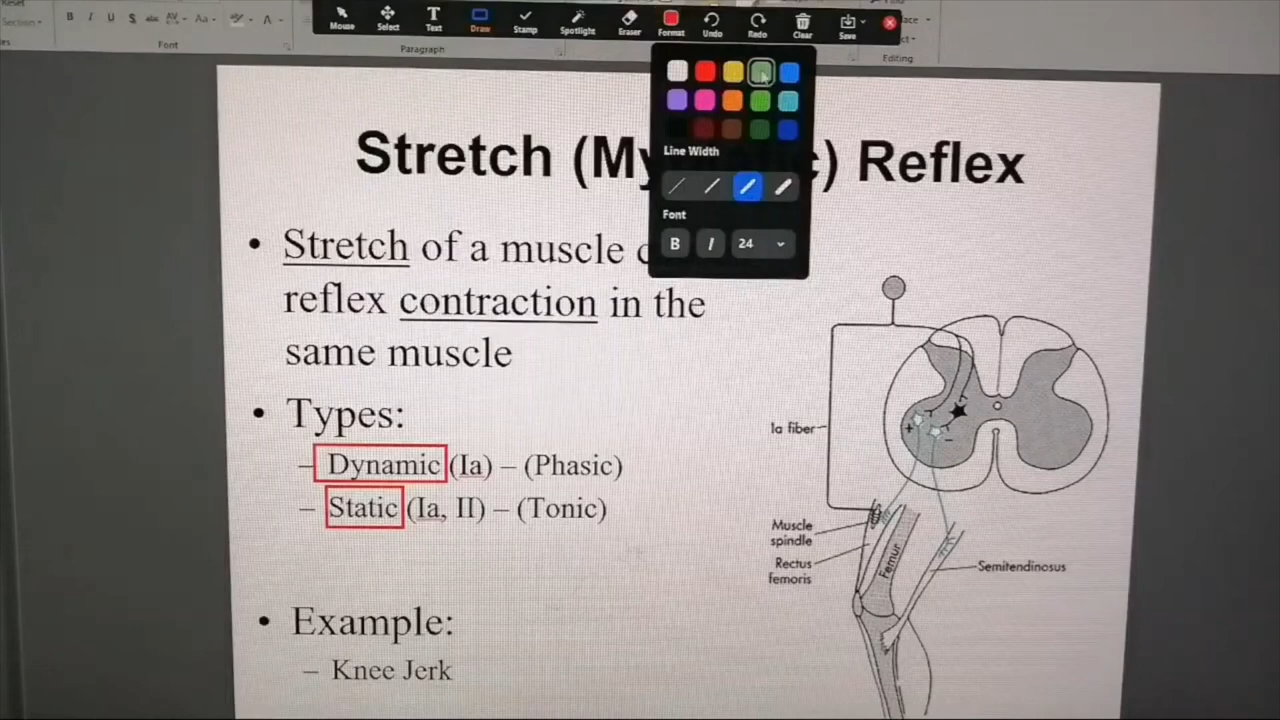 Mouse Select Text Draw Stamp Spotlight Eraser Format Undo Redo Clear Save
Font
Paragraph
Editing
Line Width
Font
B I 24
Stretch (My c) Reflex
• Stretch of a muscle
reflex contraction in the
same muscle
• Types:
– Dynamic (Ia) – (Phasic)
– Static (Ia, II) – (Tonic)
• Example:
– Knee Jerk
Ia fiber
+
–
Muscle
spindle
Rectus
femoris
Femur
Semitendinosus